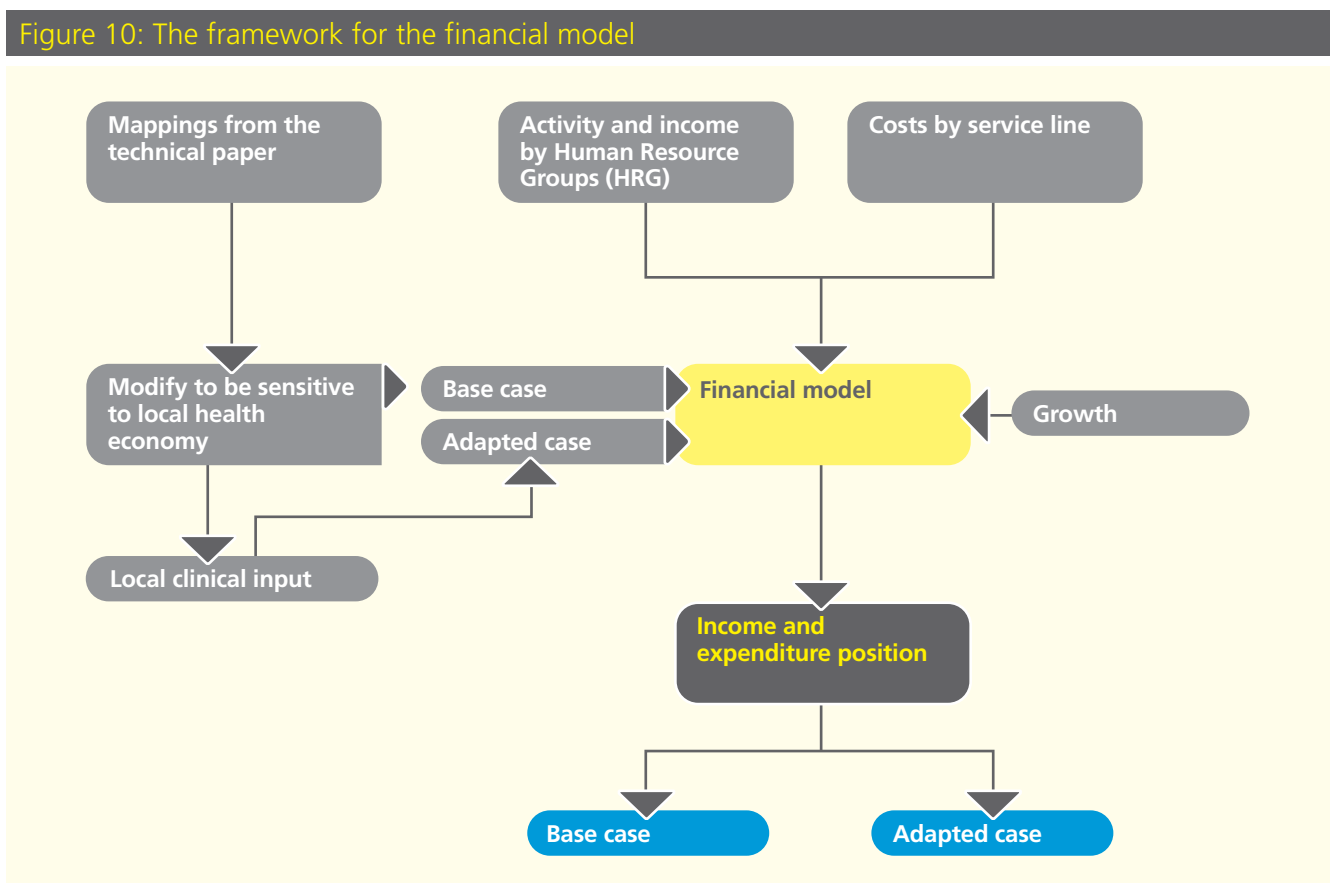 Figure 10: The framework for the financial model
Mappings from the
technical paper
Activity and income
by Human Resource
Groups (HRG)
Costs by service line
Modify to be sensitive
to local health
economy
Base case
Adapted case
Financial model
Growth
Local clinical input
Income and
expenditure position
Base case
Adapted case